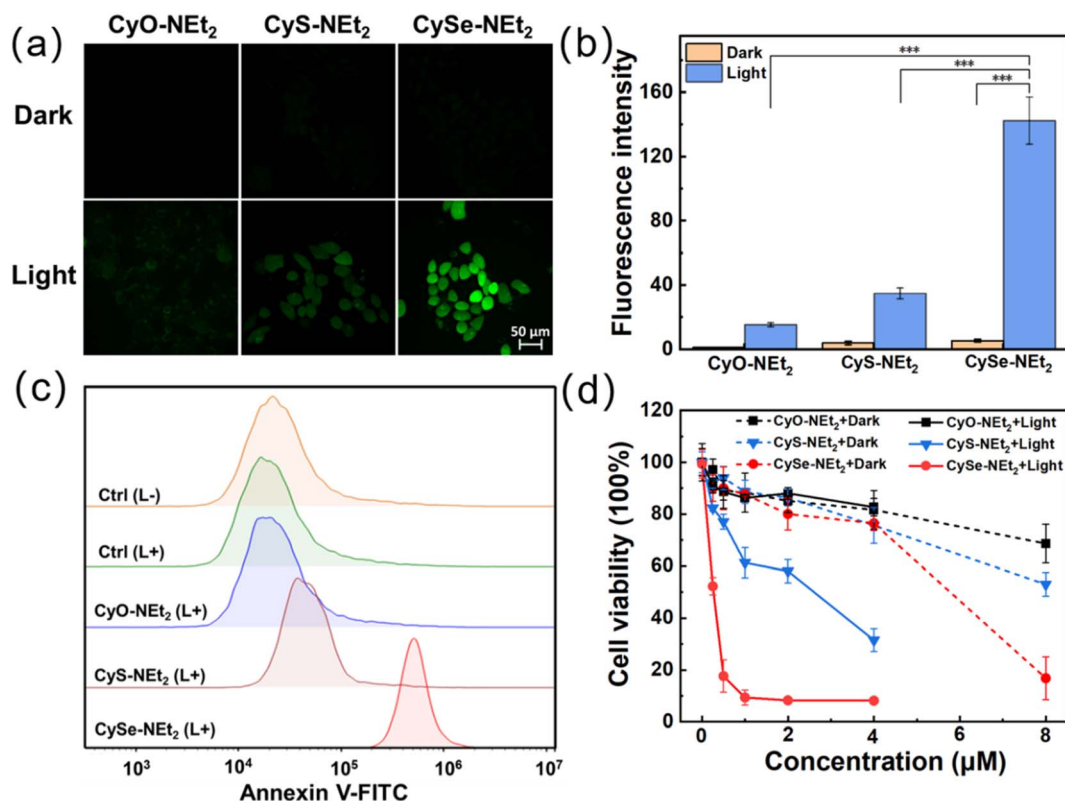 (a)
CyO-NEt₂ CyS-NEt₂ CySe-NEt₂
Dark
Light
50 μm
(b)
Dark
Light
***
***
***
Fluorescence intensity
160
120
80
40
0
CyO-NEt₂ CyS-NEt₂ CySe-NEt₂
(c)
Ctrl (L-)
Ctrl (L+)
CyO-NEt₂ (L+)
CyS-NEt₂ (L+)
CySe-NEt₂ (L+)
10³ 10⁴ 10⁵ 10⁶ 10⁷
Annexin V-FITC
(d)
CyO-NEt₂+Dark CyO-NEt₂+Light
CyS-NEt₂+Dark CyS-NEt₂+Light
CySe-NEt₂+Dark CySe-NEt₂+Light
Cell viability (100%)
120
100
80
60
40
20
0
0 2 4 6 8
Concentration (μM)